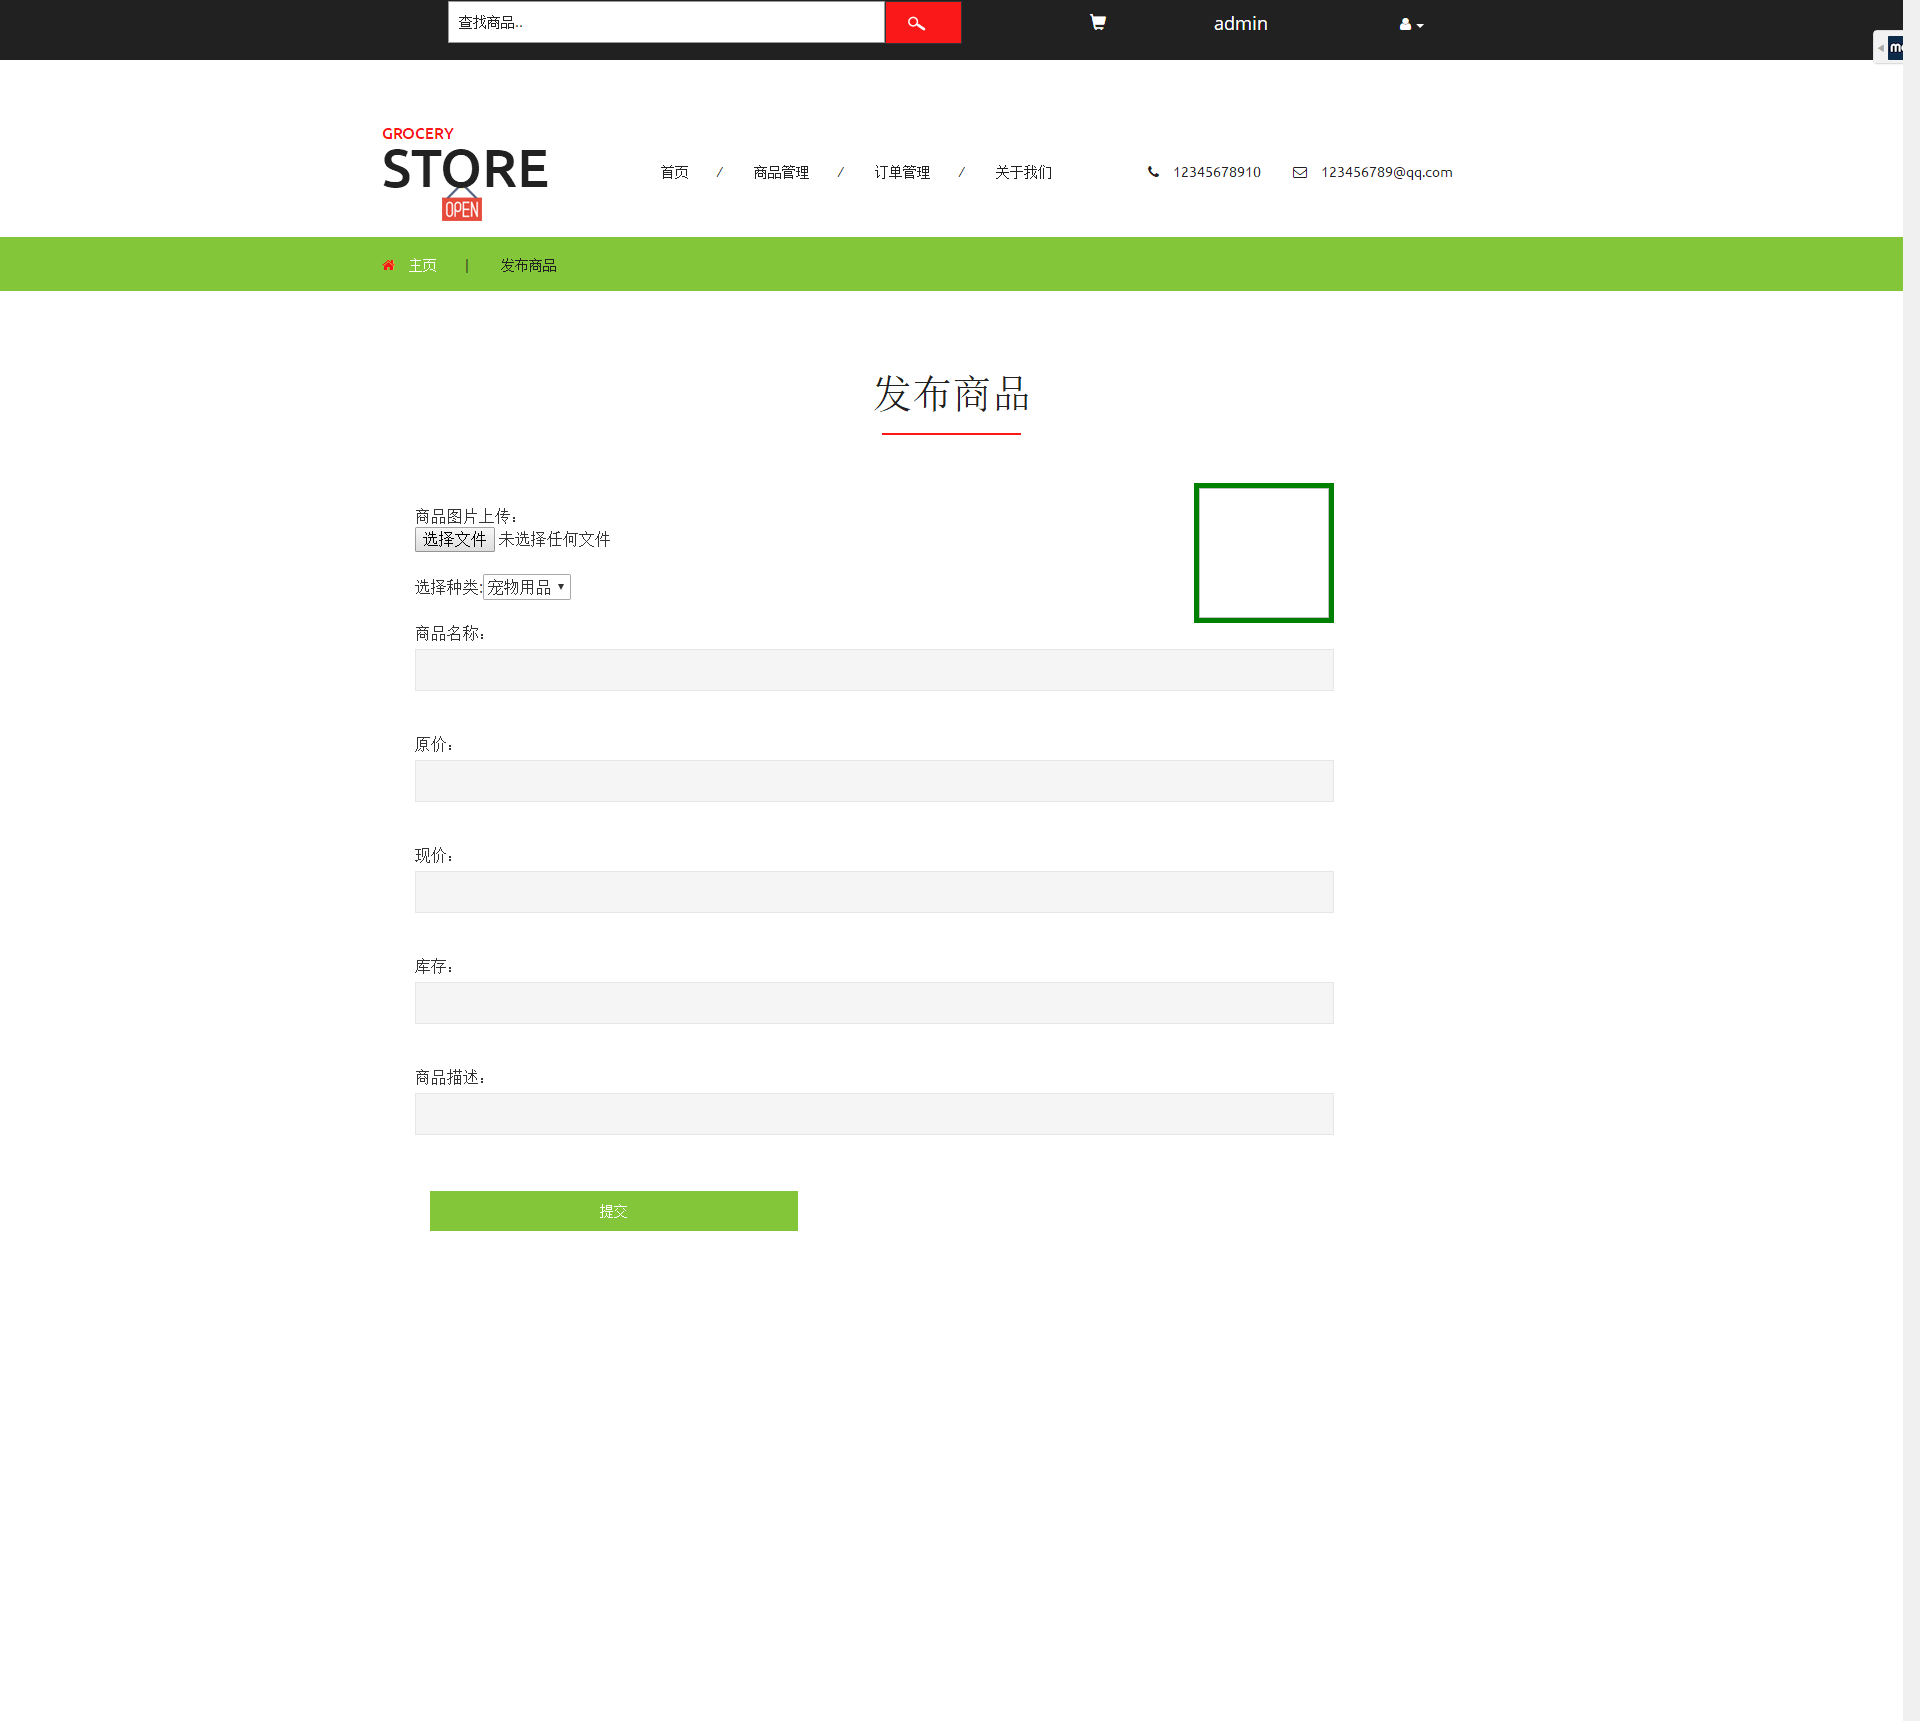 查找商品..
admin
GROCERY
STORE
OPEN
首页 / 商品管理 / 订单管理 / 关于我们
12345678910
123456789@qq.com
主页 | 发布商品
发布商品
商品图片上传：
选择文件 未选择任何文件
选择种类:宠物用品
商品名称：
原价：
现价：
库存：
商品描述：
提交